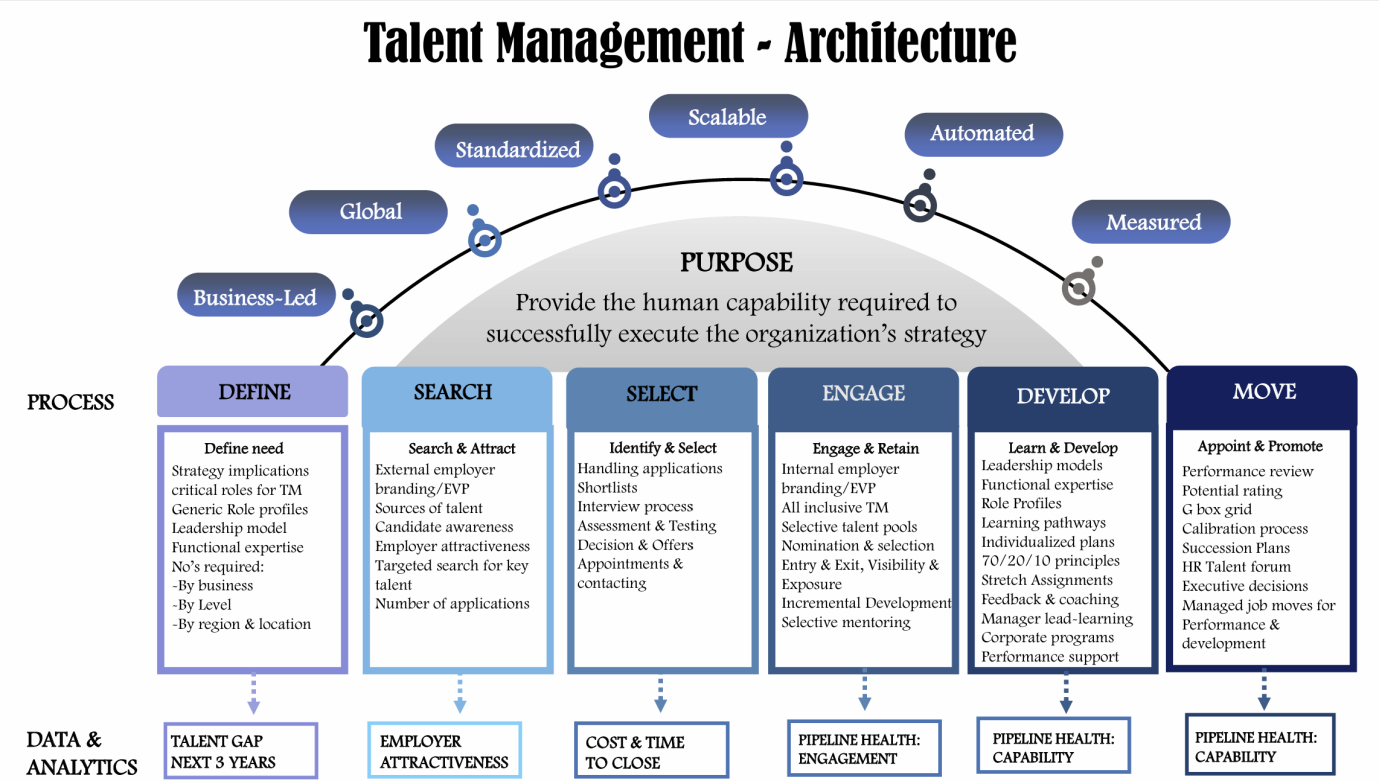 Talent Management - Architecture
Scalable
Automated
Standardized
Global
Measured
Business-Led
PURPOSE
Provide the human capability required to
successfully execute the organization's strategy
PROCESS
DEFINE
Define need
Strategy implications
critical roles for TM
Generic Role profiles
Leadership model
Functional expertise
No's required:
-By business
-By Level
-By region & location
SEARCH
Search & Attract
External employer
branding/EVP
Sources of talent
Candidate awareness
Employer attractiveness
Targeted search for key
talent
Number of applications
SELECT
Identify & Select
Handling applications
Shortlists
Interview process
Assessment & Testing
Decision & Offers
Appointments &
contacting
ENGAGE
Engage & Retain
Internal employer
branding/EVP
All inclusive TM
Selective talent pools
Nomination & selection
Entry & Exit, Visibility &
Exposure
Incremental Development
Selective mentoring
DEVELOP
Learn & Develop
Leadership models
Functional expertise
Role Profiles
Learning pathways
Individualized plans
70/20/10 principles
Stretch Assignments
Feedback & coaching
Manager lead-learning
Corporate programs
Performance support
MOVE
Appoint & Promote
Performance review
Potential rating
G box grid
Calibration process
Succession Plans
HR Talent forum
Executive decisions
Managed job moves for
Performance &
development
DATA &
ANALYTICS
TALENT GAP
NEXT 3 YEARS
EMPLOYER
ATTRACTIVENESS
COST & TIME
TO CLOSE
PIPELINE HEALTH:
ENGAGEMENT
PIPELINE HEALTH:
CAPABILITY
PIPELINE HEALTH:
CAPABILITY